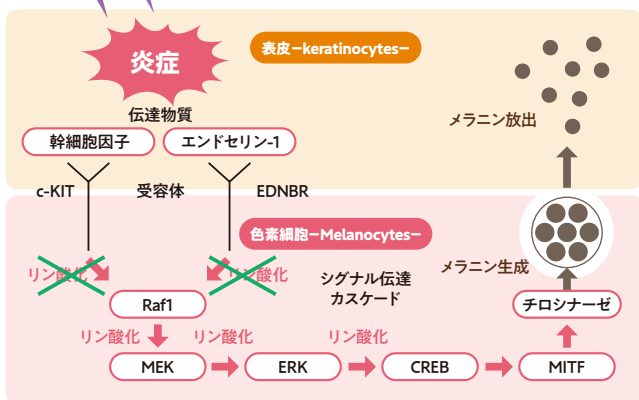 炎症
表皮−keratinocytes−
伝達物質
幹細胞因子
エンドセリン-1
メラニン放出
c-KIT
受容体
EDNBR
色素細胞−Melanocytes−
リン酸化
リン酸化
シグナル伝達
カスケード
メラニン生成
Raf1
チロシナーゼ
リン酸化
リン酸化
リン酸化
MEK
ERK
CREB
MITF